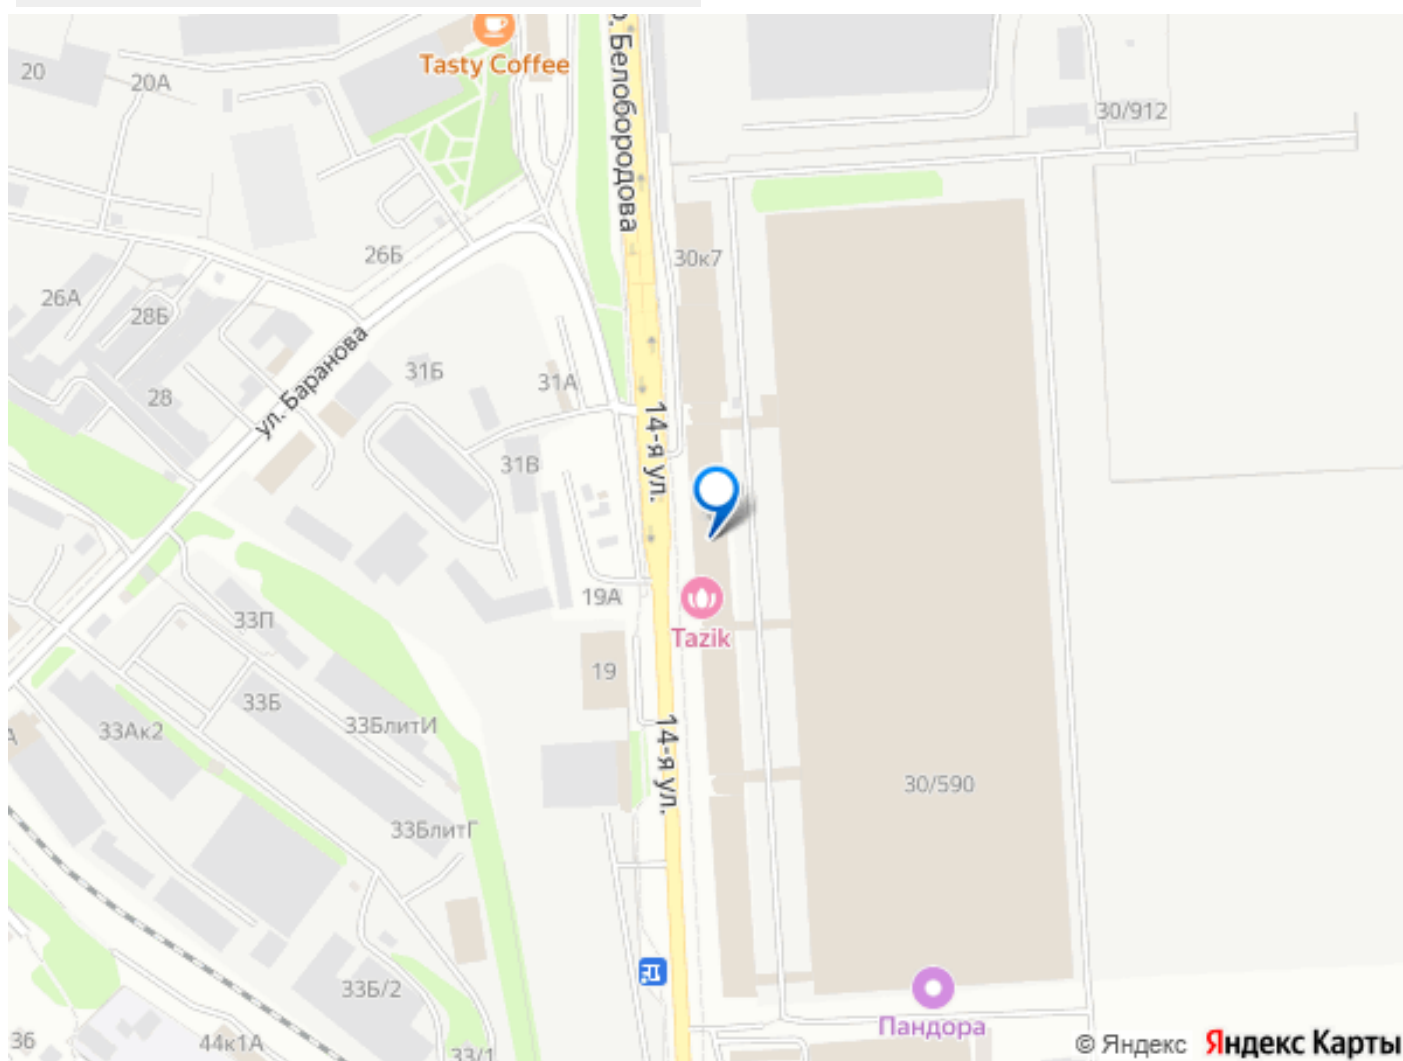 Tasty Coffee
20
20А
р. Белобородова
30/912
26Б
30к7
26А
28Б
ул. Баранова
31Б
31А
28
14-я ул.
31В
19А
33П
Tazik
19
33Б
33БлитИ
33Ак2
14-я ул.
30/590
33БлитГ
33Б/2
Пандора
36
44к1А
33/1
© Яндекс Яндекс Карты